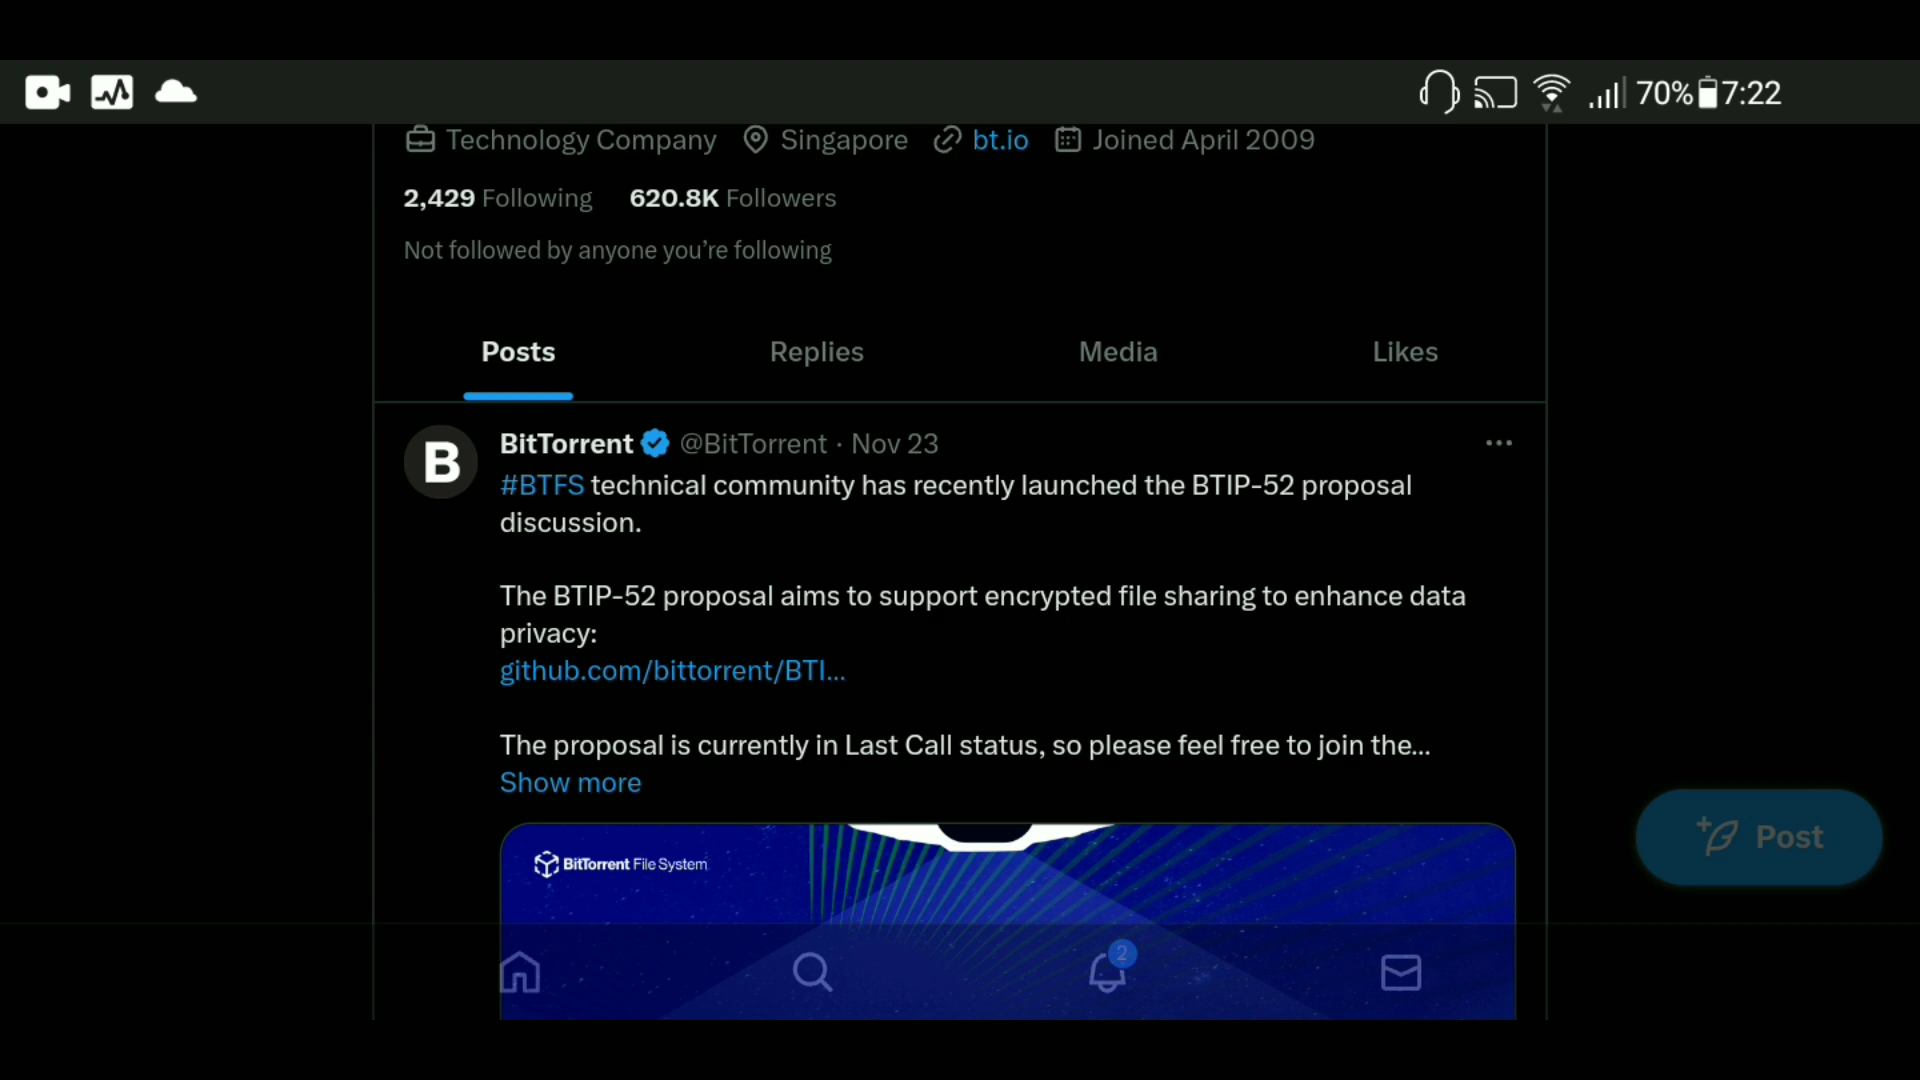 70% 7:22
Technology Company Singapore bt.io Joined April 2009
2,429 Following 620.8K Followers
Not followed by anyone you’re following
Posts Replies Media Likes
BitTorrent @BitTorrent · Nov 23
B
#BTFS technical community has recently launched the BTIP-52 proposal
discussion.
The BTIP-52 proposal aims to support encrypted file sharing to enhance data
privacy:
github.com/bittorrent/BTI...
The proposal is currently in Last Call status, so please feel free to join the...
Show more
Post
BitTorrent File System
2